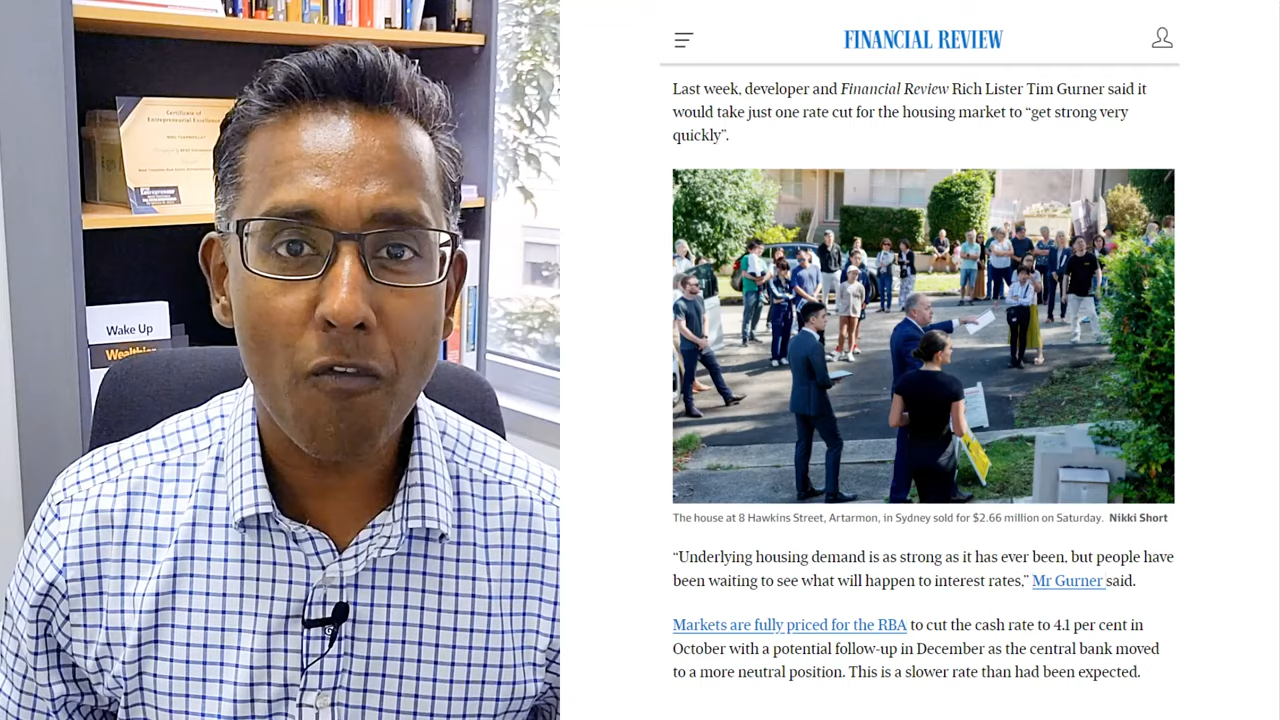 Certificate of
Entrepreneurial Excellence
Wake Up
Wealthier
FINANCIAL REVIEW
Last week, developer and Financial Review Rich Lister Tim Gurner said it
would take just one rate cut for the housing market to “get strong very
quickly”.
The house at 8 Hawkins Street, Artarmon, in Sydney sold for $2.66 million on Saturday. Nikki Short
“Underlying housing demand is as strong as it has ever been, but people have
been waiting to see what will happen to interest rates,” Mr Gurner said.
Markets are fully priced for the RBA to cut the cash rate to 4.1 per cent in
October with a potential follow-up in December as the central bank moved
to a more neutral position. This is a slower rate than had been expected.